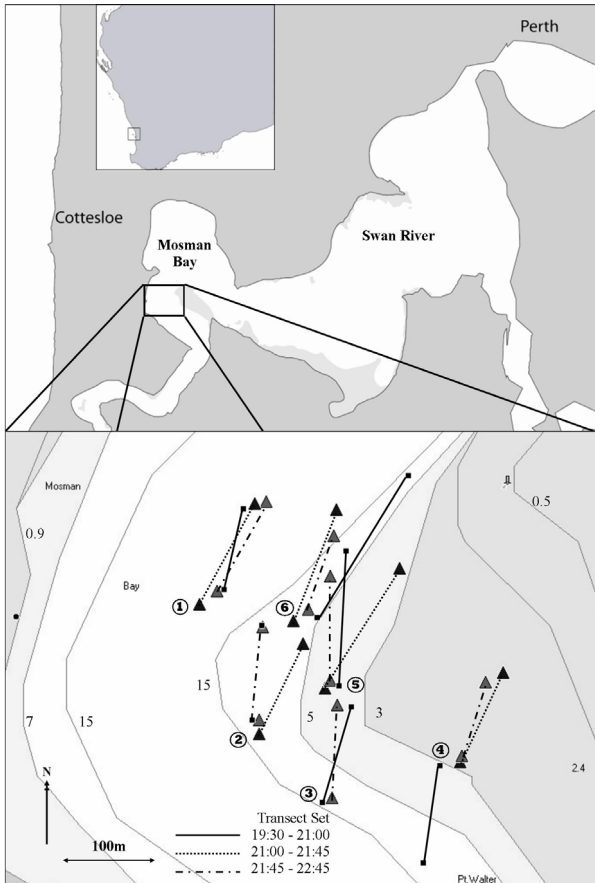 Perth
Cottesloe
Mosman
Bay
Swan River
Mosman
0.5
0.9
Bay
①
⑥
15
⑤
5
3
7
15
②
④
2.4
③
N
100m
Transect Set
19:30 - 21:00
21:00 - 21:45
21:45 - 22:45
Pt.Walter